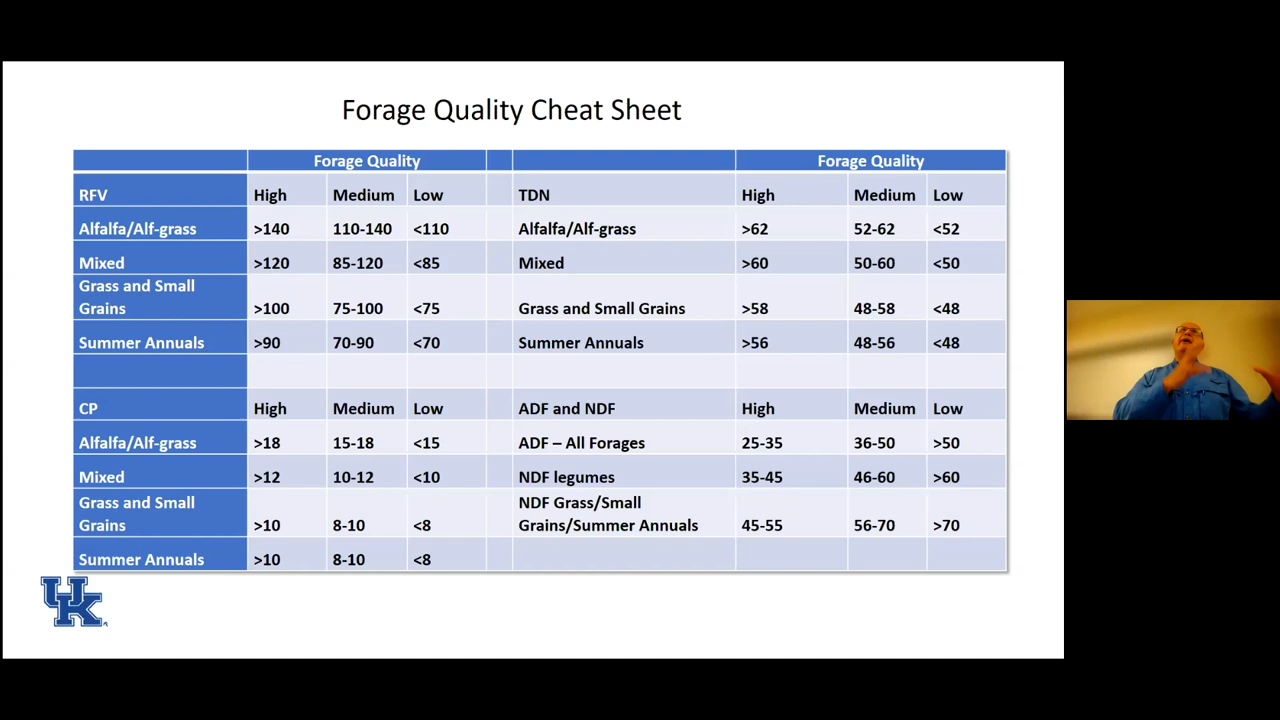 Forage Quality Cheat Sheet
Forage Quality Forage Quality
RFV High Medium Low TDN High Medium Low
Alfalfa/Alf-grass >140 110-140 <110 Alfalfa/Alf-grass >62 52-62 <52
Mixed >120 85-120 <85 Mixed >60 50-60 <50
Grass and Small
Grains >100 75-100 <75 Grass and Small Grains >58 48-58 <48
Summer Annuals >90 70-90 <70 Summer Annuals >56 48-56 <48
CP High Medium Low ADF and NDF High Medium Low
Alfalfa/Alf-grass >18 15-18 <15 ADF – All Forages 25-35 36-50 >50
Mixed >12 10-12 <10 NDF legumes 35-45 46-60 >60
Grass and Small NDF Grass/Small
Grains >10 8-10 <8 Grains/Summer Annuals 45-55 56-70 >70
Summer Annuals >10 8-10 <8
UK